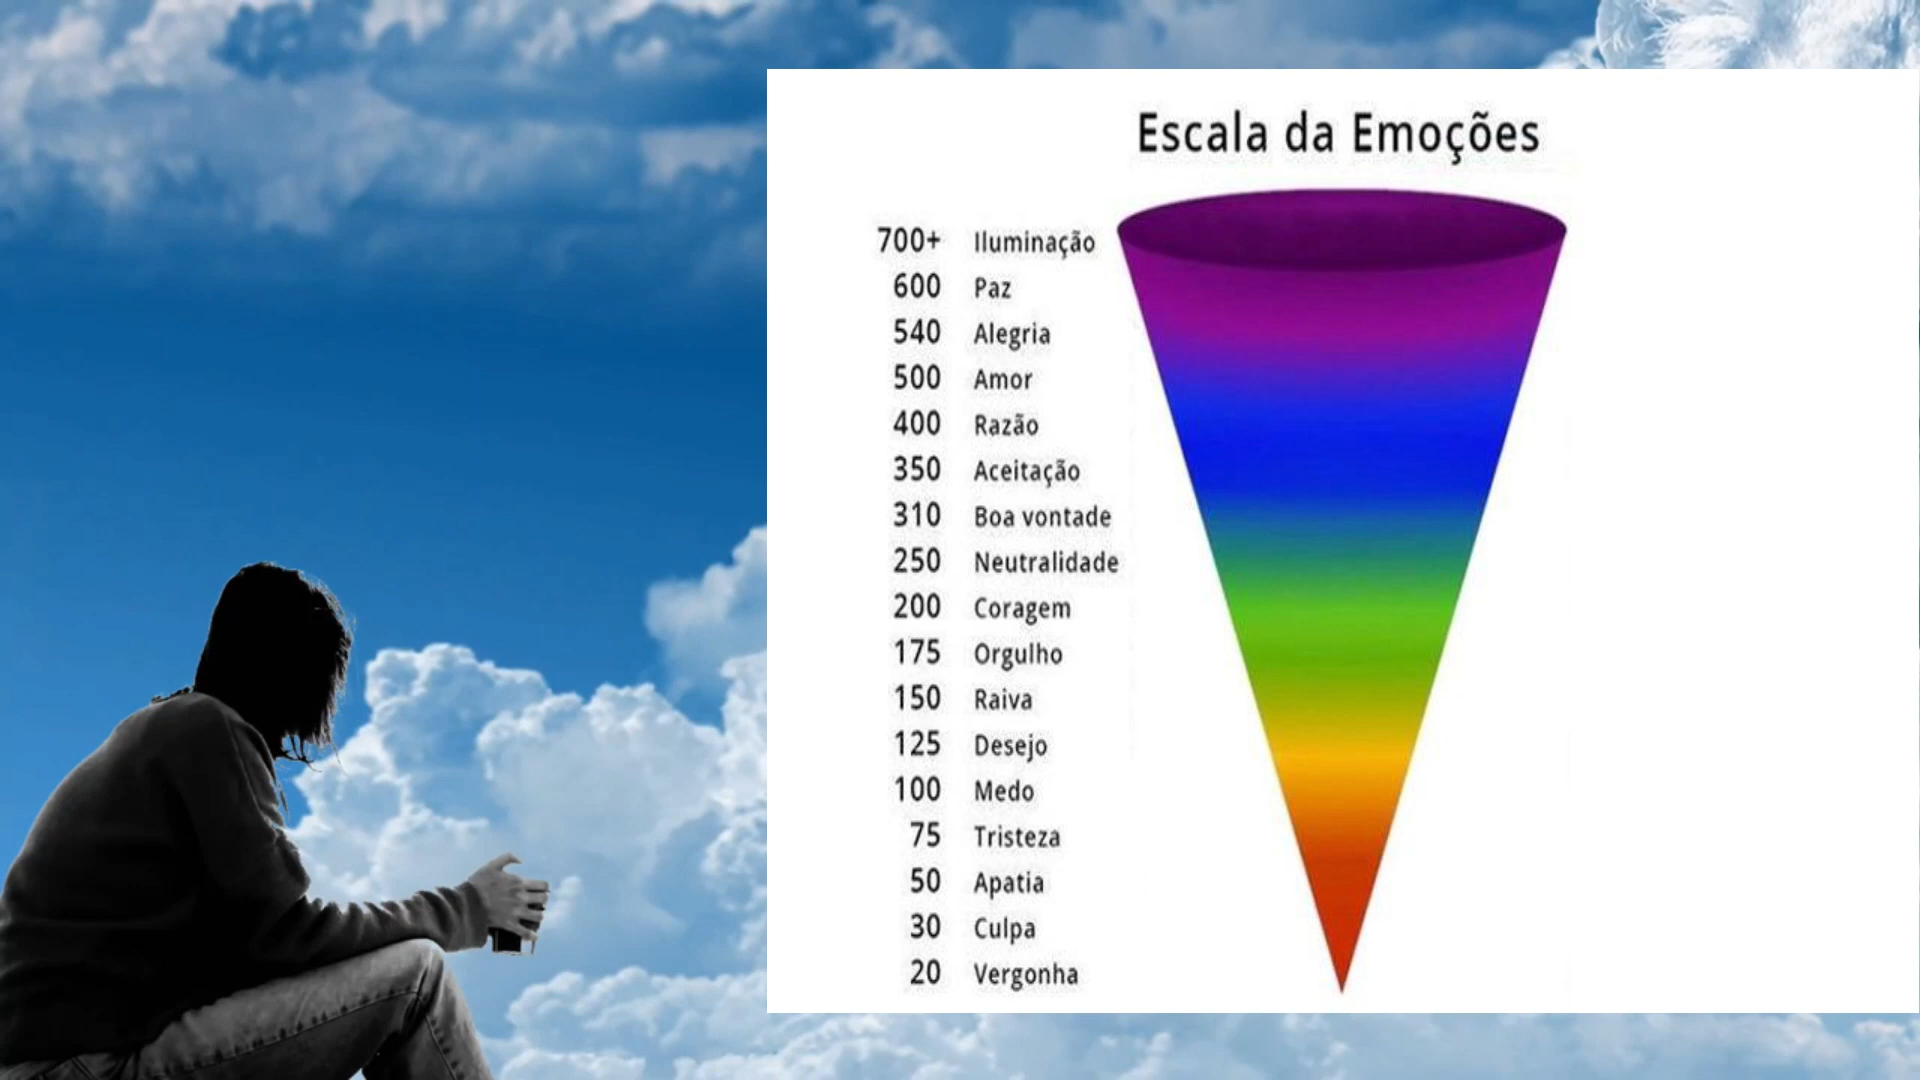 Escala da Emoções
700+ Iluminação
600 Paz
540 Alegria
500 Amor
400 Razão
350 Aceitação
310 Boa vontade
250 Neutralidade
200 Coragem
175 Orgulho
150 Raiva
125 Desejo
100 Medo
75 Tristeza
50 Apatia
30 Culpa
20 Vergonha